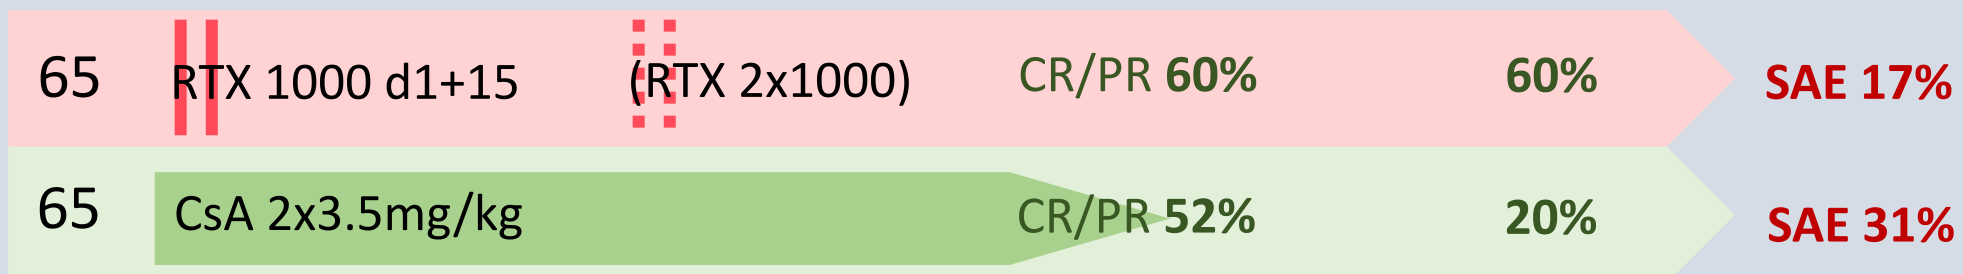 65 RTX 1000 d1+15 (RTX 2x1000) CR/PR 60% 60% SAE 17%
65 CsA 2x3.5mg/kg CR/PR 52% 20% SAE 31%